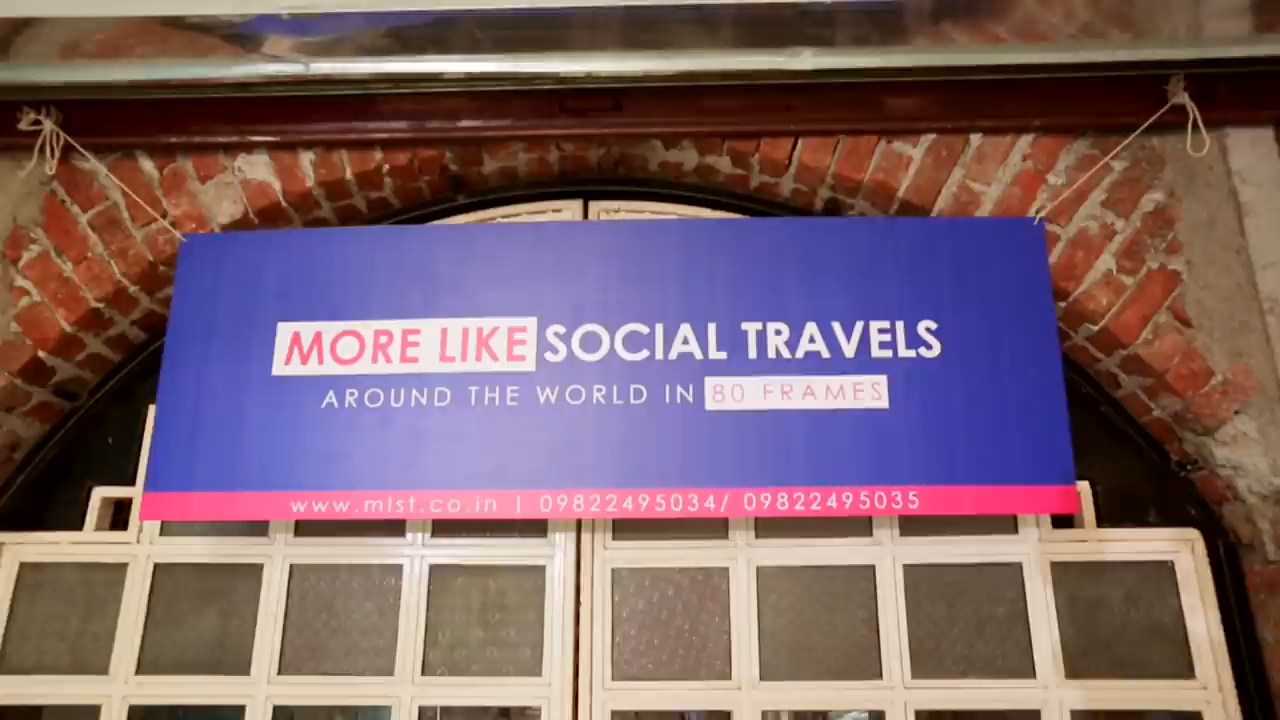 MORE LIKE SOCIAL TRAVELS
AROUND THE WORLD IN 80 FRAMES
www.mlst.co.in | 09822495034/ 09822495035